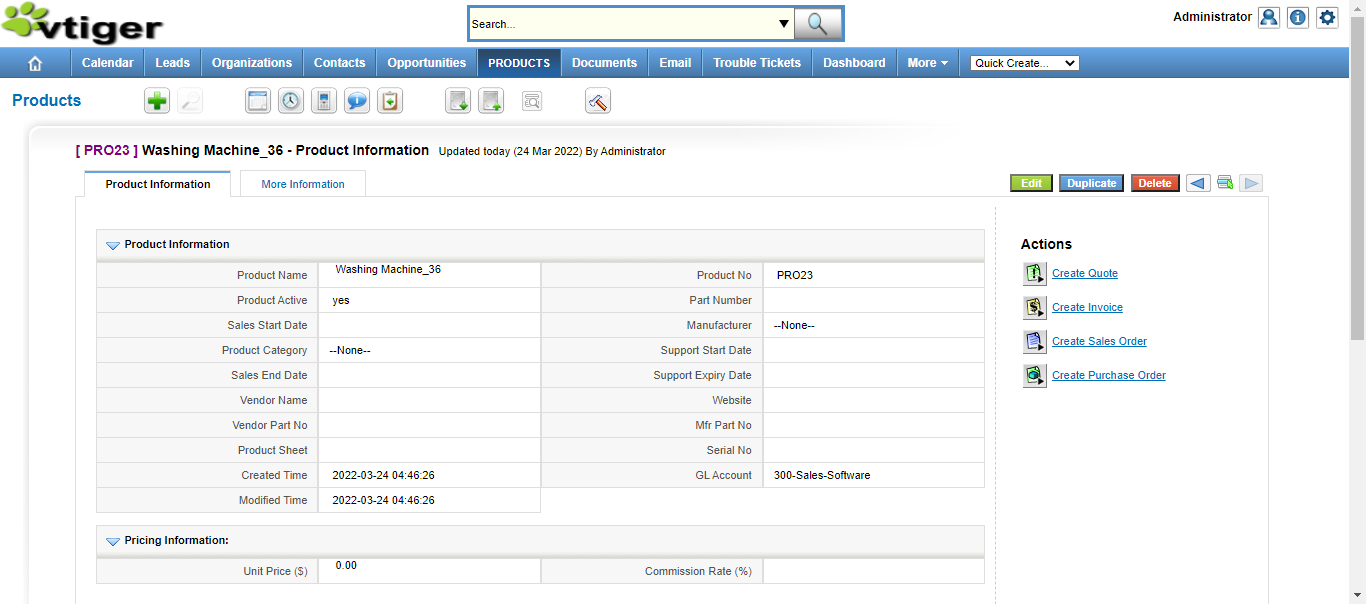 vtiger
Search...
Administrator
Calendar Leads Organizations Contacts Opportunities PRODUCTS Documents Email Trouble Tickets Dashboard More Quick Create...
Products
[ PRO23 ] Washing Machine_36 - Product Information Updated today (24 Mar 2022) By Administrator
Product Information More Information Edit Duplicate Delete
Product Information
Product Name Washing Machine_36 Product No PRO23
Product Active yes Part Number
Sales Start Date Manufacturer --None--
Product Category --None-- Support Start Date
Sales End Date Support Expiry Date
Vendor Name Website
Vendor Part No Mfr Part No
Product Sheet Serial No
Created Time 2022-03-24 04:46:26 GL Account 300-Sales-Software
Modified Time 2022-03-24 04:46:26
Pricing Information:
Unit Price ($) 0.00 Commission Rate (%)
Actions
Create Quote
Create Invoice
Create Sales Order
Create Purchase Order